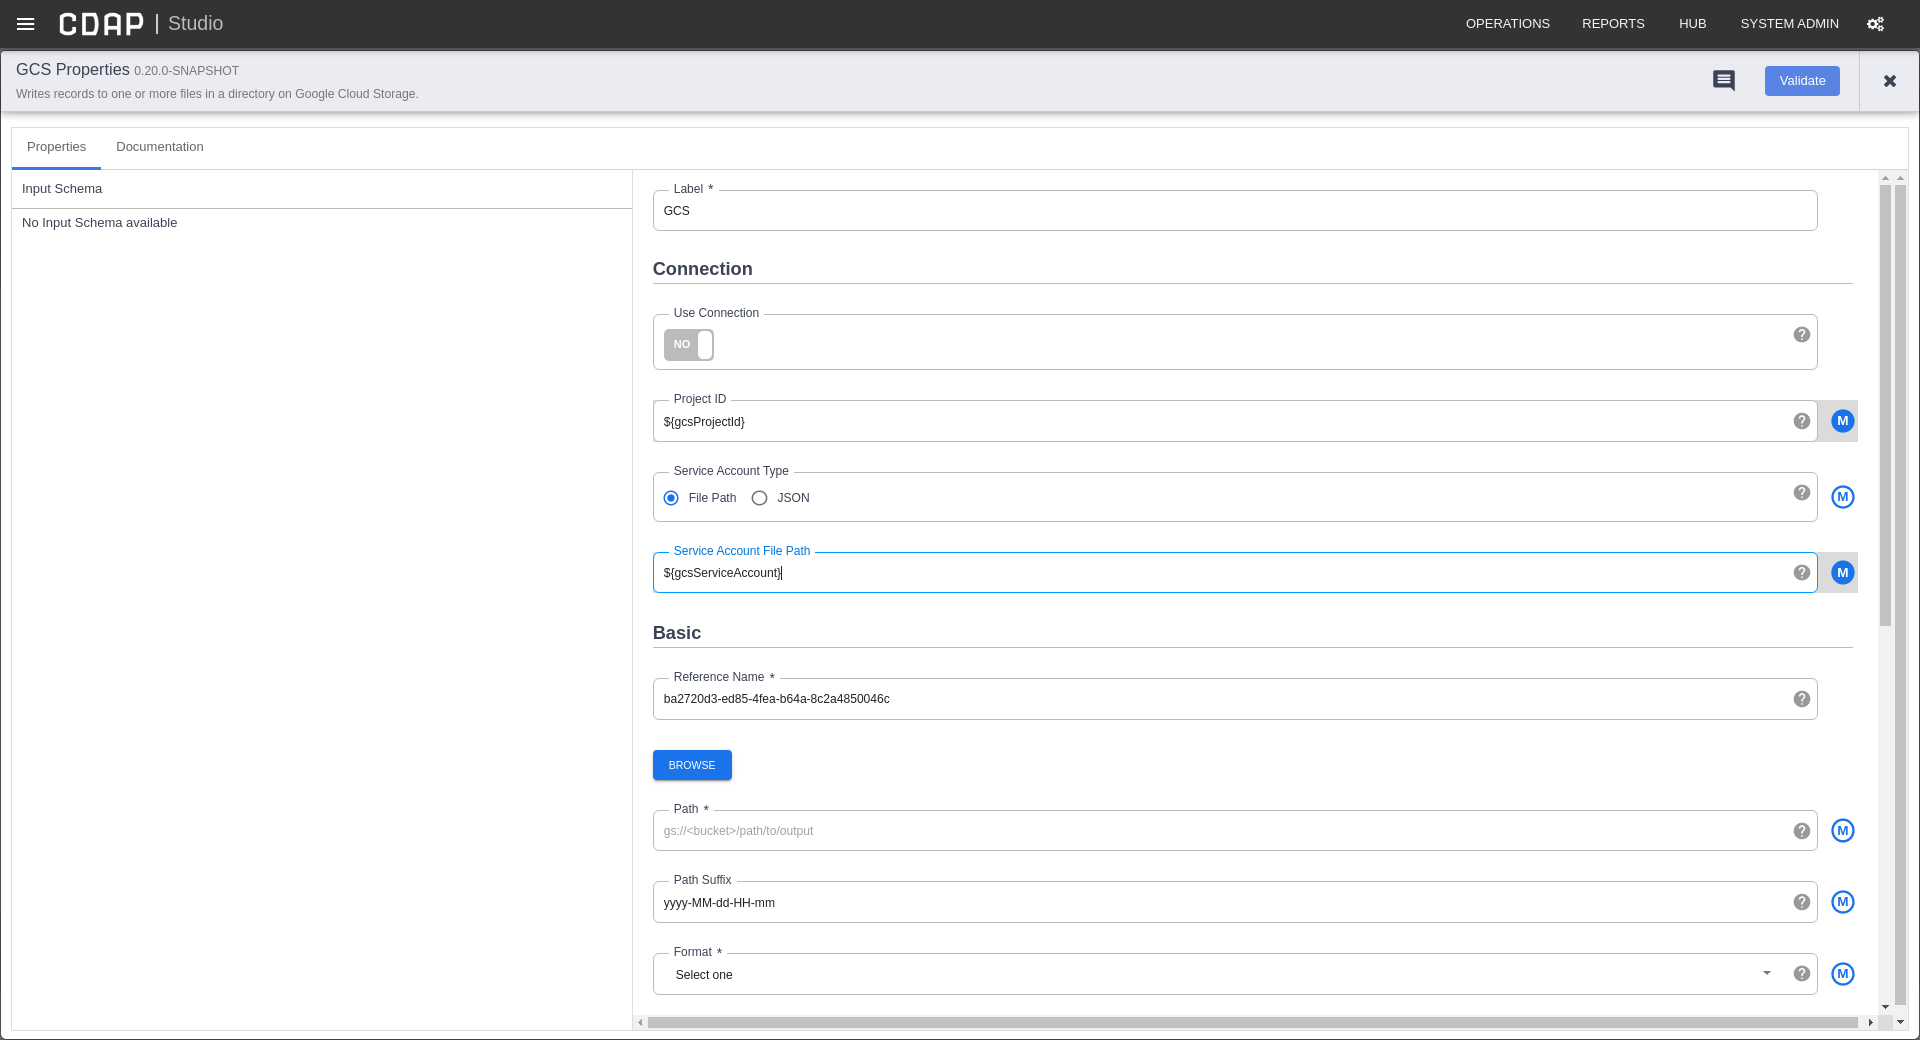 CDAP | Studio
OPERATIONS REPORTS HUB SYSTEM ADMIN
GCS Properties 0.20.0-SNAPSHOT
Writes records to one or more files in a directory on Google Cloud Storage.
Validate
Properties Documentation
Input Schema
No Input Schema available
Label *
GCS
Connection
Use Connection
NO
Project ID
${gcsProjectId}
M
Service Account Type
File Path JSON
M
Service Account File Path
${gcsServiceAccount}
M
Basic
Reference Name *
ba2720d3-ed85-4fea-b64a-8c2a4850046c
BROWSE
Path *
gs://<bucket>/path/to/output
M
Path Suffix
yyyy-MM-dd-HH-mm
M
Format *
Select one
M